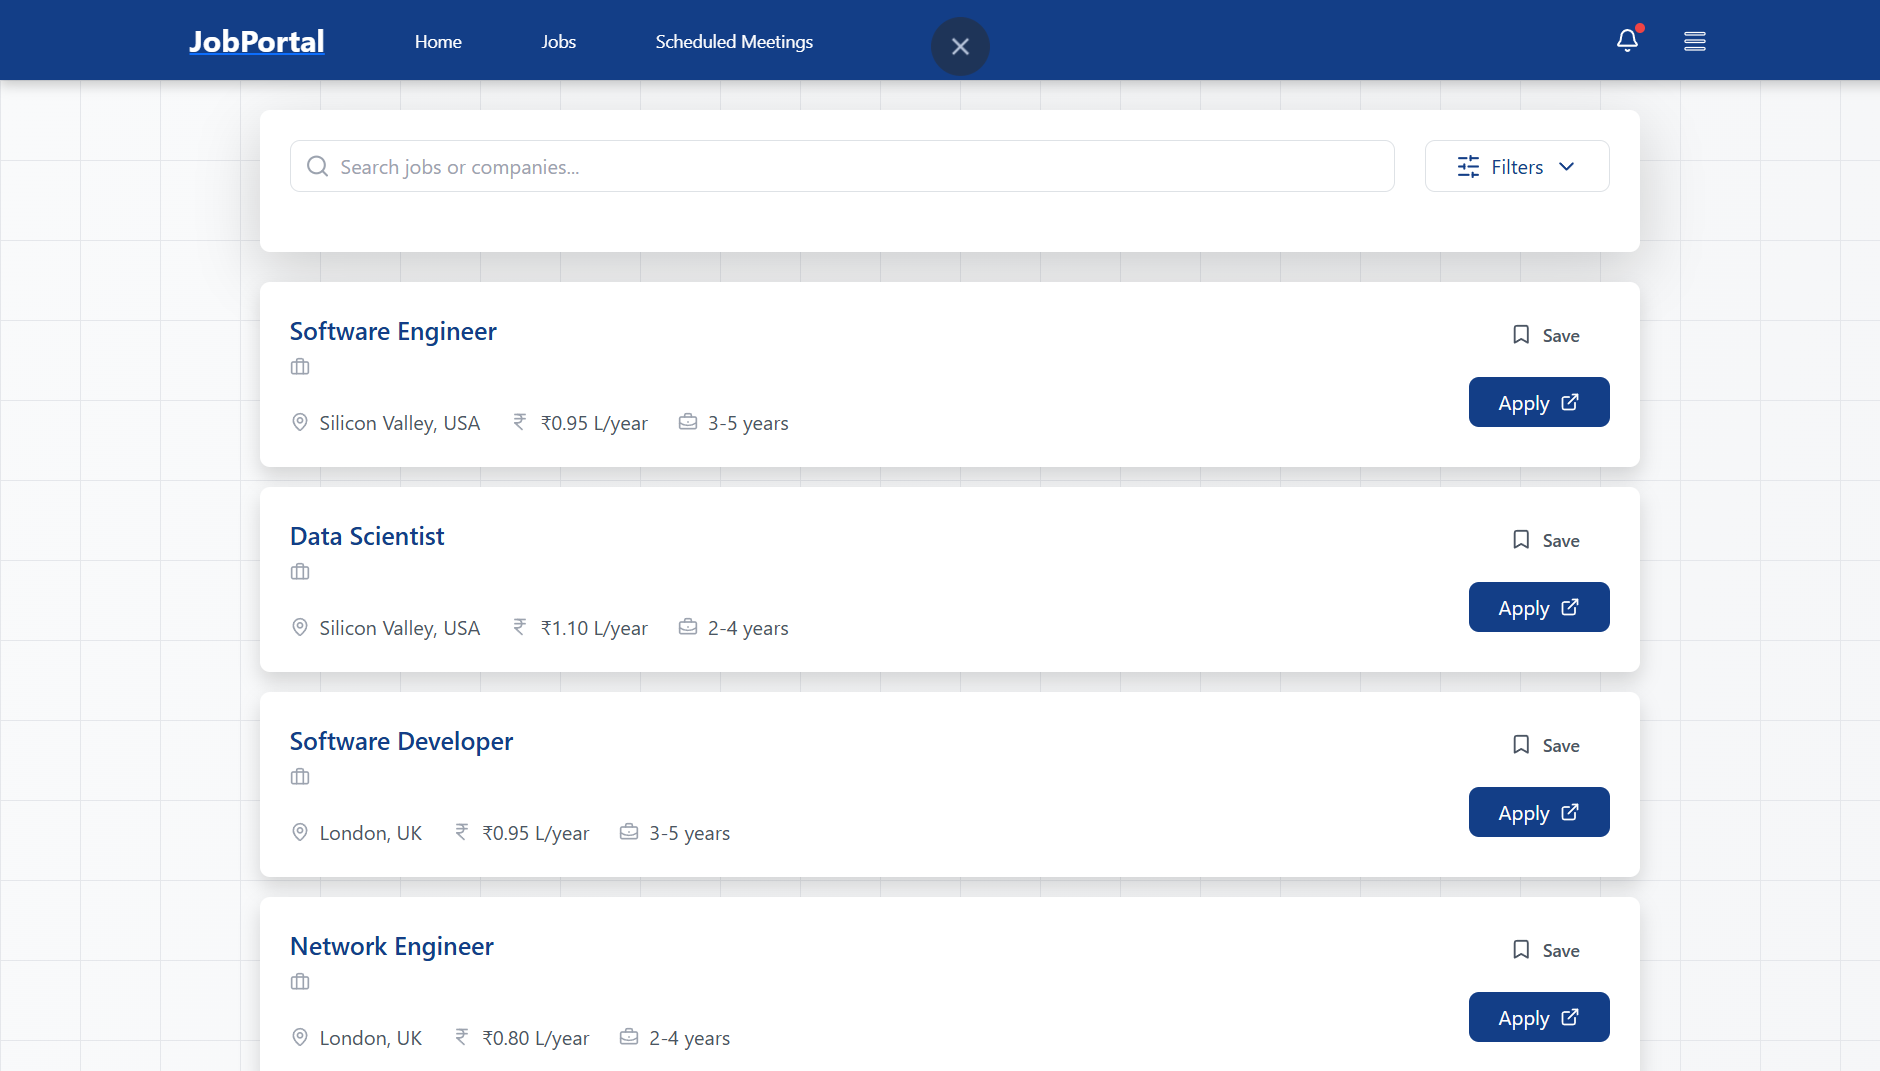 JobPortal Home Jobs Scheduled Meetings
Search jobs or companies... Filters
Software Engineer
Save
Apply
Silicon Valley, USA ₹0.95 L/year 3-5 years
Data Scientist
Save
Apply
Silicon Valley, USA ₹1.10 L/year 2-4 years
Software Developer
Save
Apply
London, UK ₹0.95 L/year 3-5 years
Network Engineer
Save
Apply
London, UK ₹0.80 L/year 2-4 years